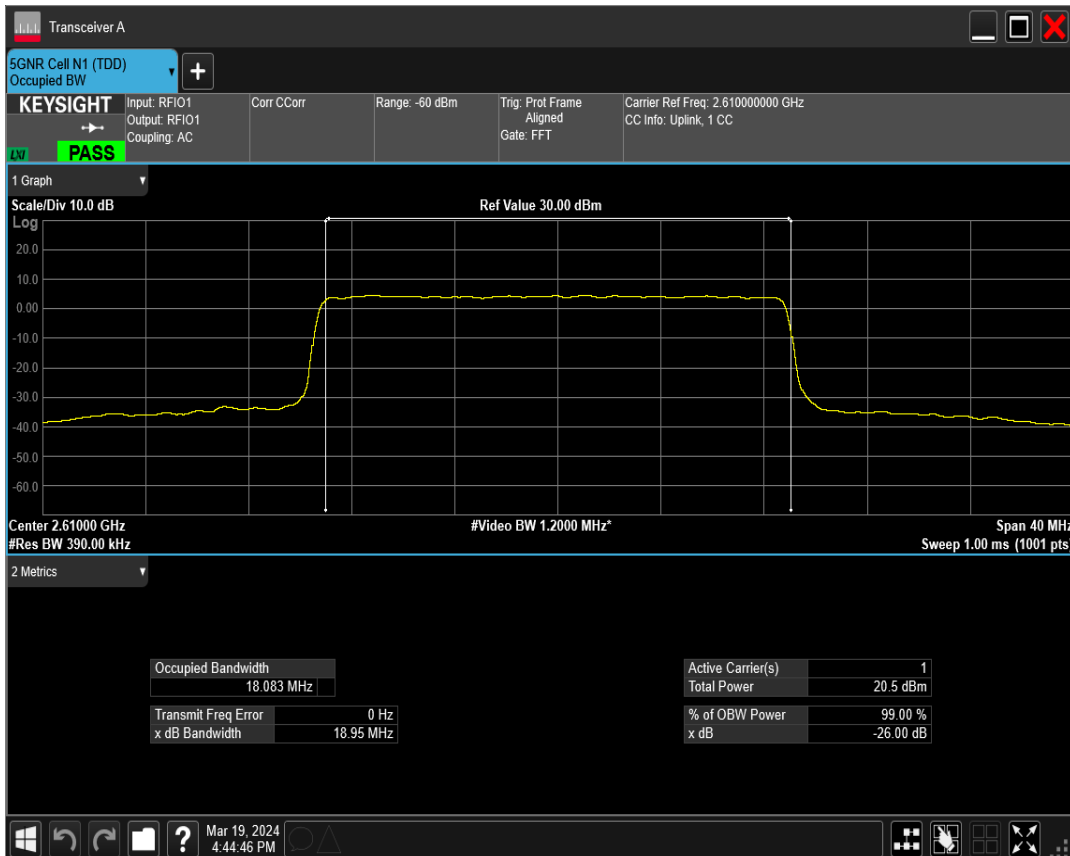 Transceiver A
5GNR Cell N1 (TDD)
Occupied BW
+
KEYSIGHT
LXI
PASS
Input: RFIO1
Output: RFIO1
Coupling: AC
Corr CCorr
Range: -60 dBm
Trig: Prot Frame
Aligned
Gate: FFT
Carrier Ref Freq: 2.610000000 GHz
CC Info: Uplink, 1 CC
1 Graph
Scale/Div 10.0 dB
Ref Value 30.00 dBm
Log
20.0
10.0
0.00
-10.0
-20.0
-30.0
-40.0
-50.0
-60.0
Center 2.61000 GHz
#Video BW 1.2000 MHz*
Span 40 MHz
#Res BW 390.00 kHz
Sweep 1.00 ms (1001 pts)
2 Metrics
Occupied Bandwidth
18.083 MHz
Transmit Freq Error 0 Hz
x dB Bandwidth 18.95 MHz
Active Carrier(s) 1
Total Power 20.5 dBm
% of OBW Power 99.00 %
x dB -26.00 dB
?
Mar 19, 2024
4:44:46 PM